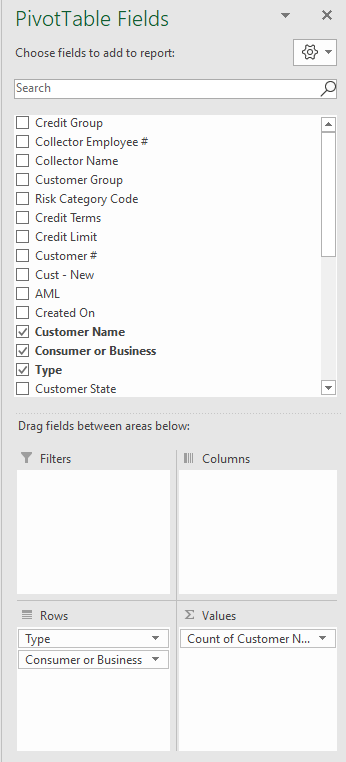 PivotTable Fields
Choose fields to add to report:
Search
Credit Group
Collector Employee #
Collector Name
Customer Group
Risk Category Code
Credit Terms
Credit Limit
Customer #
Cust - New
AML
Created On
Customer Name
Consumer or Business
Type
Customer State
Drag fields between areas below:
Filters
Columns
Rows
Values
Type
Count of Customer N...
Consumer or Business